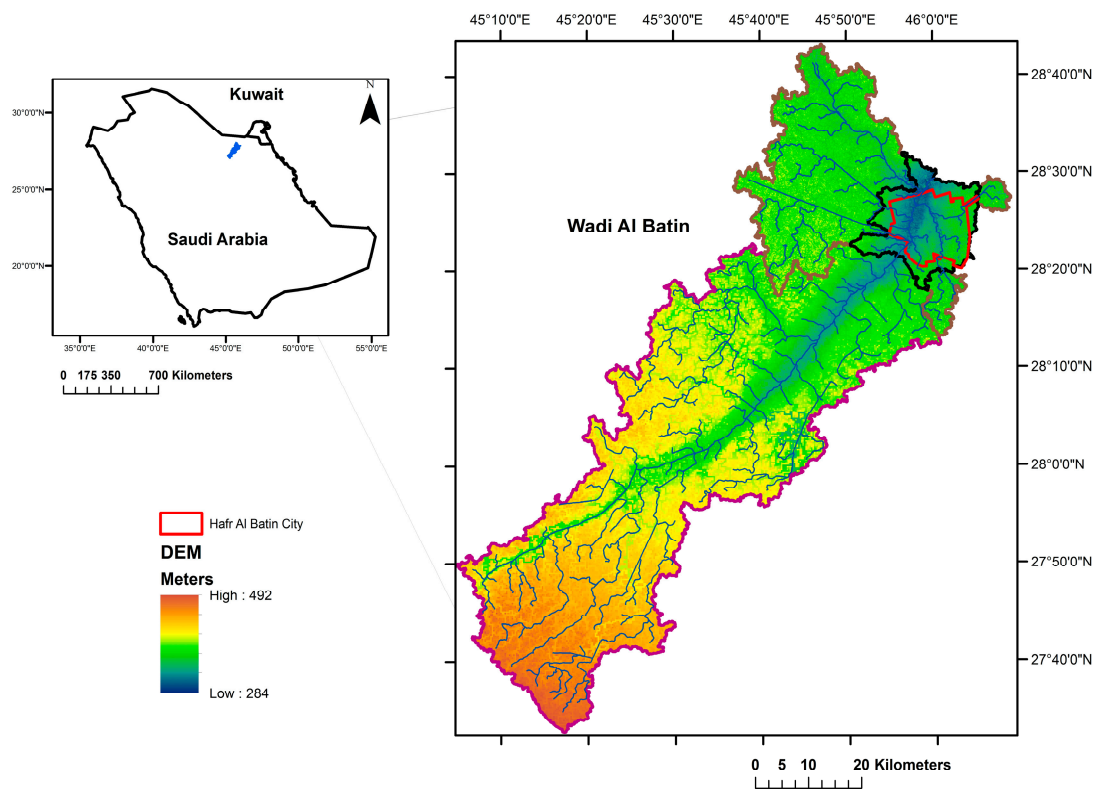 45°10'0"E 45°20'0"E 45°30'0"E 45°40'0"E 45°50'0"E 46°0'0"E
28°40'0"N
28°30'0"N
28°20'0"N
28°10'0"N
28°0'0"N
27°50'0"N
27°40'0"N
Wadi Al Batin
0 5 10 20 Kilometers
N
Kuwait
Saudi Arabia
30°0'0"N
25°0'0"N
20°0'0"N
35°0'0"E 40°0'0"E 45°0'0"E 50°0'0"E 55°0'0"E
0 175 350 700 Kilometers
Hafr Al Batin City
DEM
Meters
High : 492
Low : 284